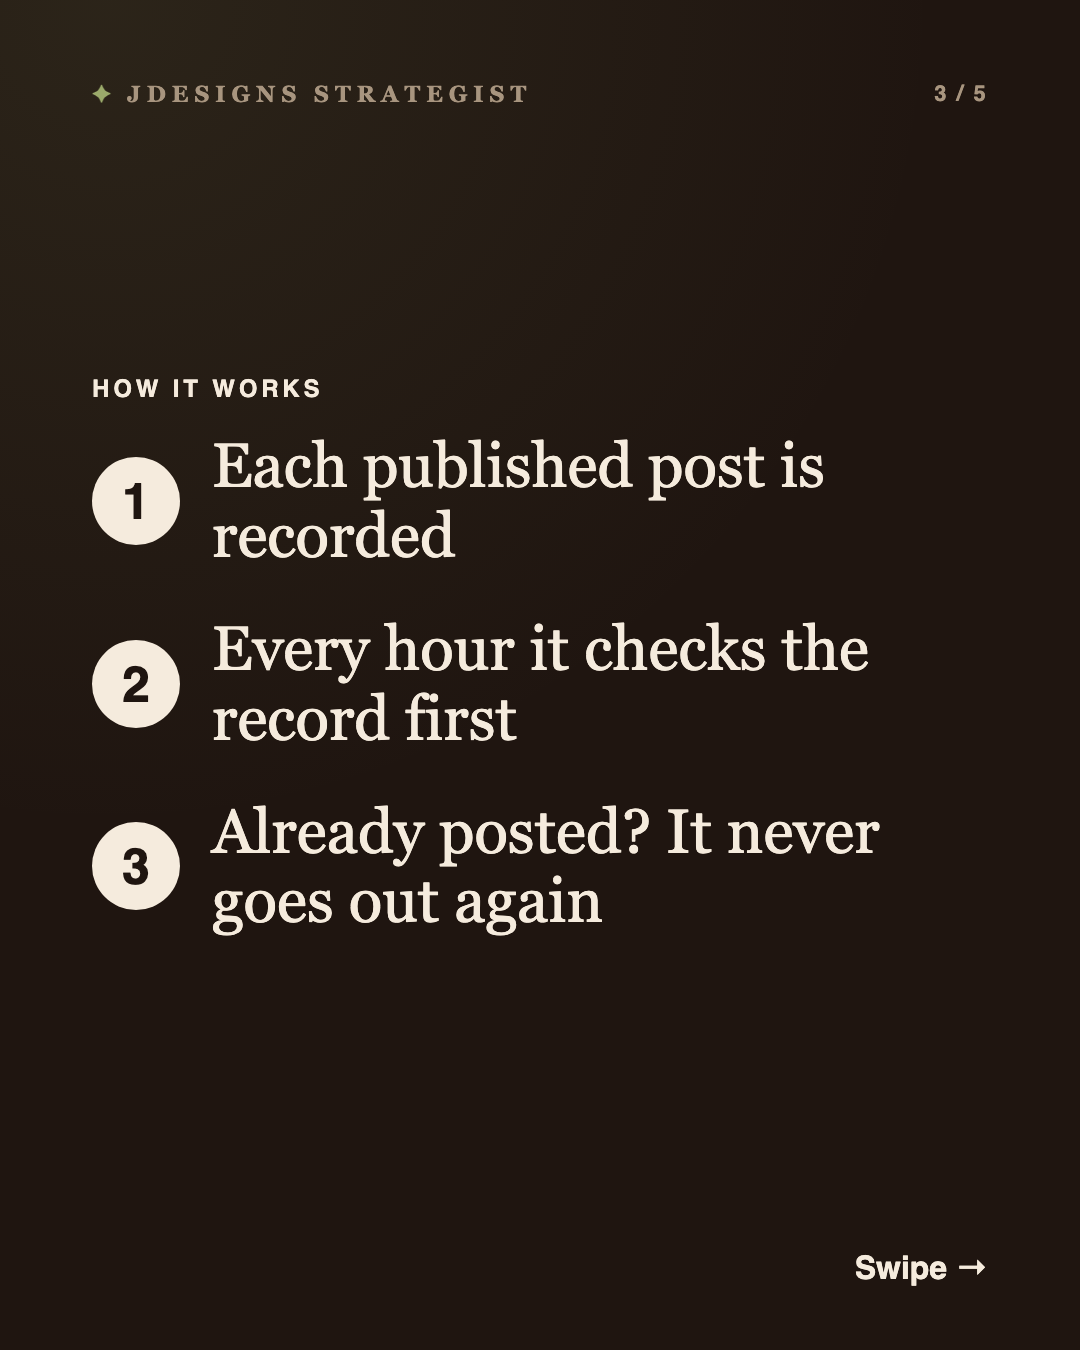 ✦ JDESIGNS STRATEGIST
3 / 5
HOW IT WORKS
1
Each published post is
recorded
2
Every hour it checks the
record first
3
Already posted? It never
goes out again
Swipe →